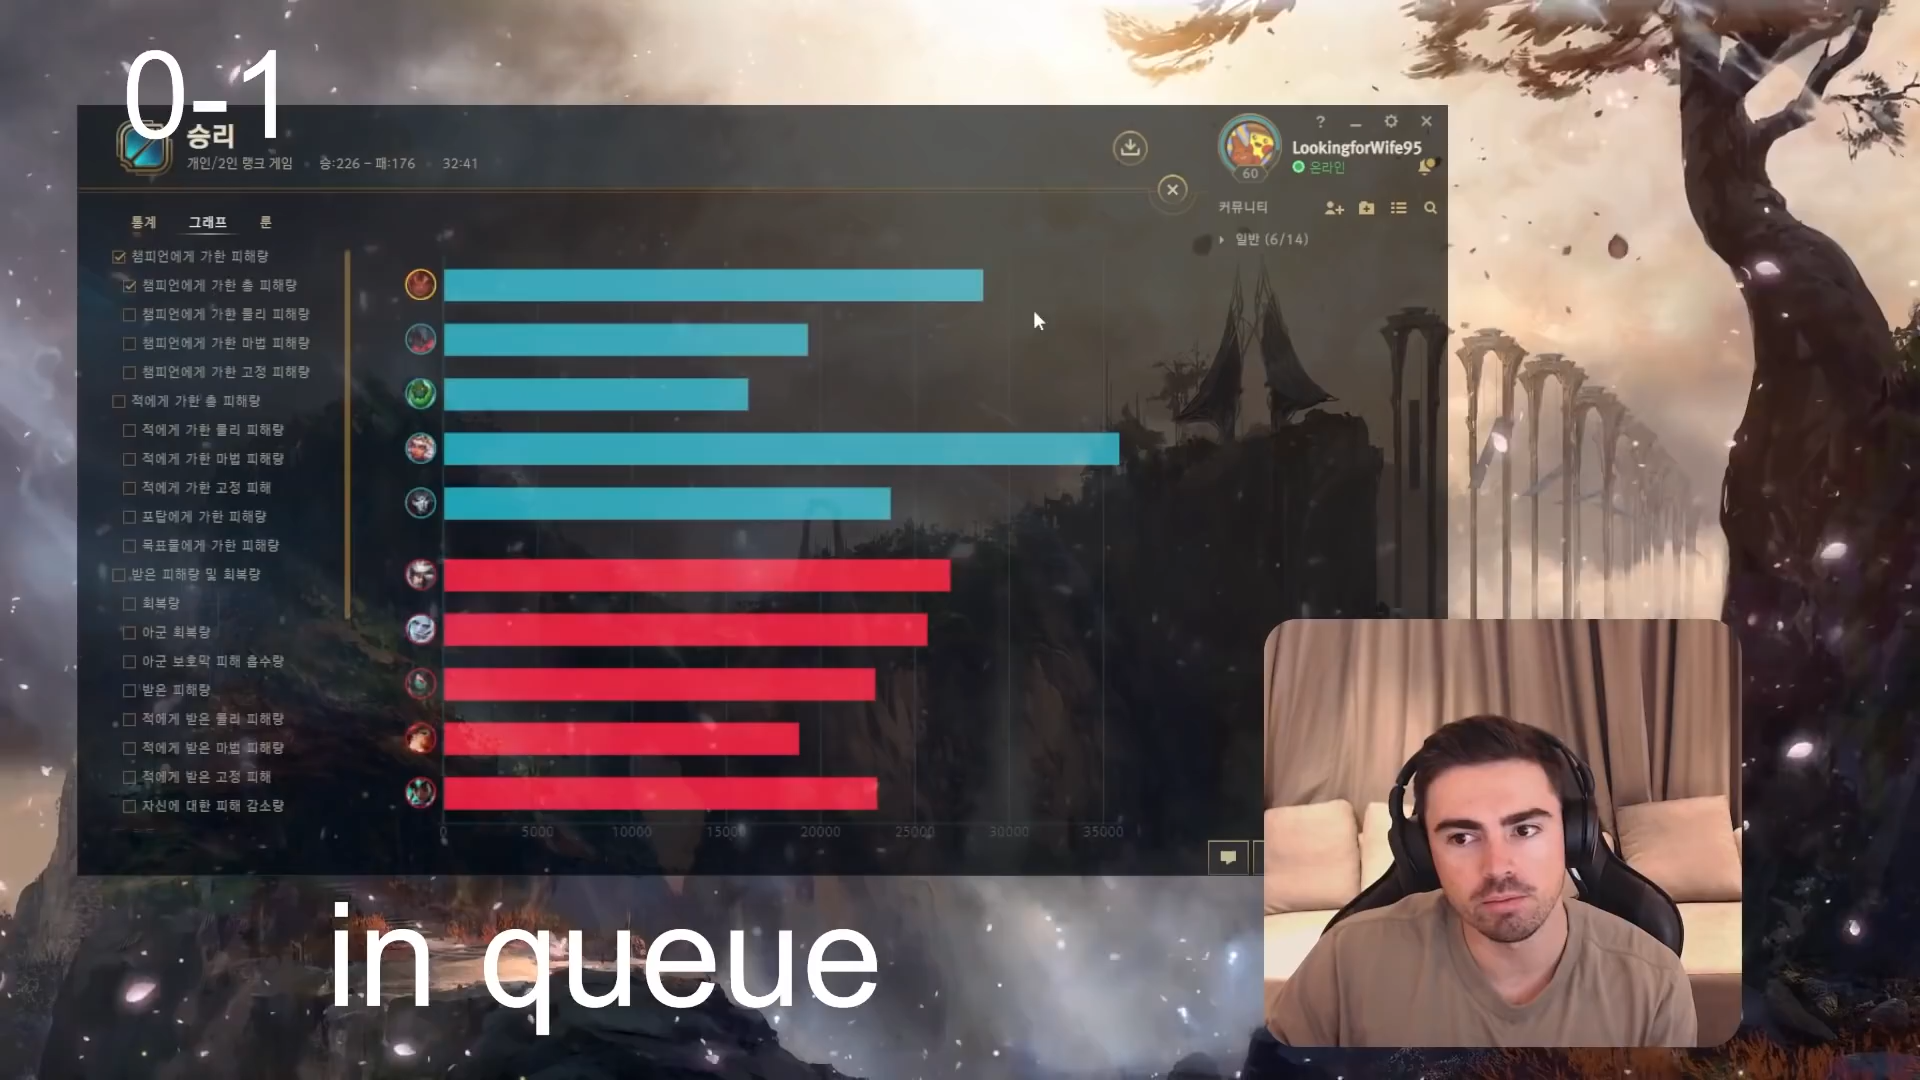 0-1
승리
개인/2인 랭크 게임 • 승:226 – 패:176 • 32:41
?
LookingforWife95
온라인
60
커뮤니티
일반 (6/14)
통계 그래프 룬
챔피언에게 가한 피해량
챔피언에게 가한 총 피해량
챔피언에게 가한 물리 피해량
챔피언에게 가한 마법 피해량
챔피언에게 가한 고정 피해량
적에게 가한 총 피해량
적에게 가한 물리 피해량
적에게 가한 마법 피해량
적에게 가한 고정 피해
포탑에게 가한 피해량
목표물에게 가한 피해량
받은 피해량 및 회복량
회복량
아군 회복량
아군 보호막 피해 흡수량
받은 피해량
적에게 받은 물리 피해량
적에게 받은 마법 피해량
적에게 받은 고정 피해
자신에 대한 피해 감소량
0 5000 10000 15000 20000 25000 30000 35000
in queue